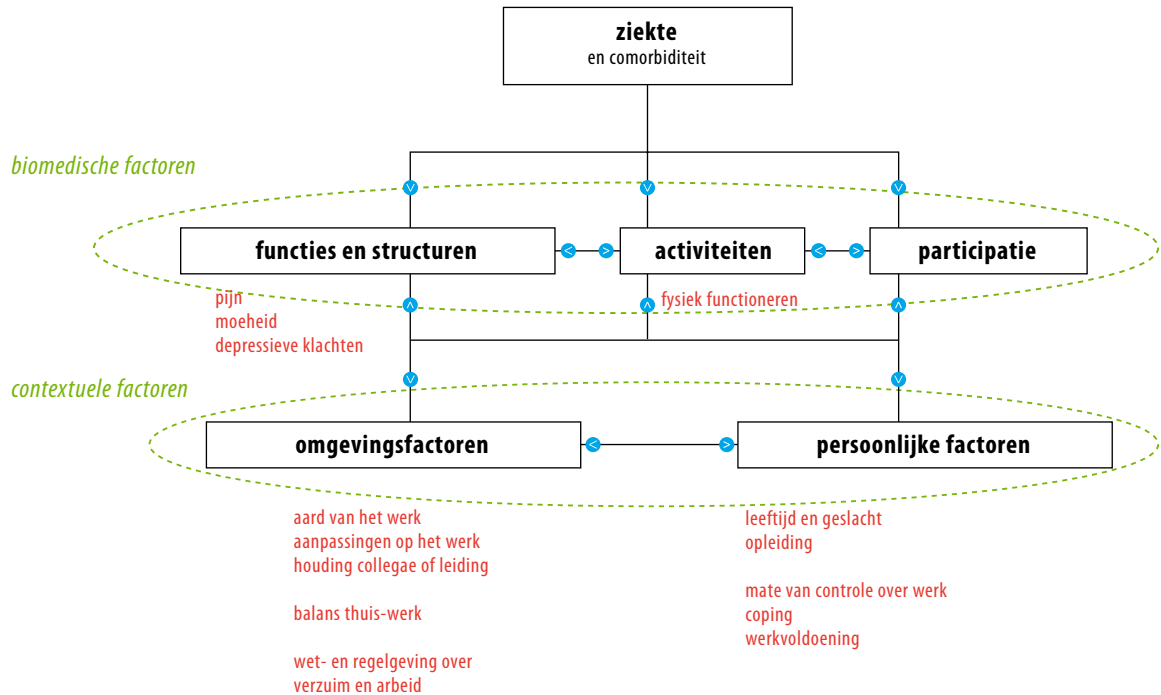 ziekte
en comorbiditeit
biomedische factoren
functies en structuren
activiteiten
participatie
pijn
moeheid
depressieve klachten
fysiek functioneren
contextuele factoren
omgevingsfactoren
persoonlijke factoren
aard van het werk
aanpassingen op het werk
houding collegae of leiding
balans thuis-werk
wet- en regelgeving over
verzuim en arbeid
leeftijd en geslacht
opleiding
mate van controle over werk
coping
werkvoldoening